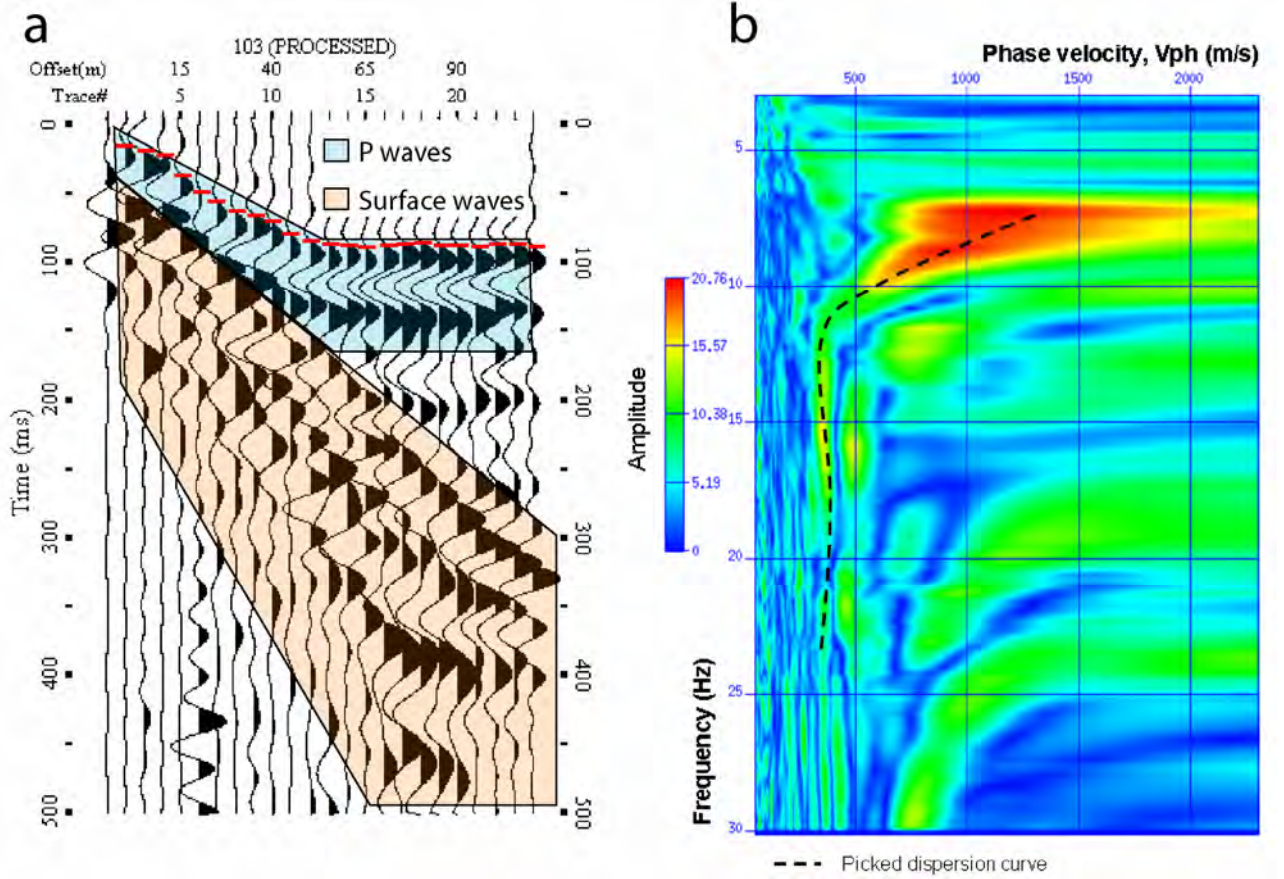 a
103 (PROCESSED)
Offset(m) 15 40 65 90
Trace# 5 10 15 20
P waves
Surface waves
Time (ms)
0 0
100 100
200 200
300 300
400 400
500 500
b
Phase velocity, Vph (m/s)
500 1000 1500 2000
5
10
15
20
25
30
Frequency (Hz)
Amplitude
20.76
15.57
10.38
5.19
0
Picked dispersion curve